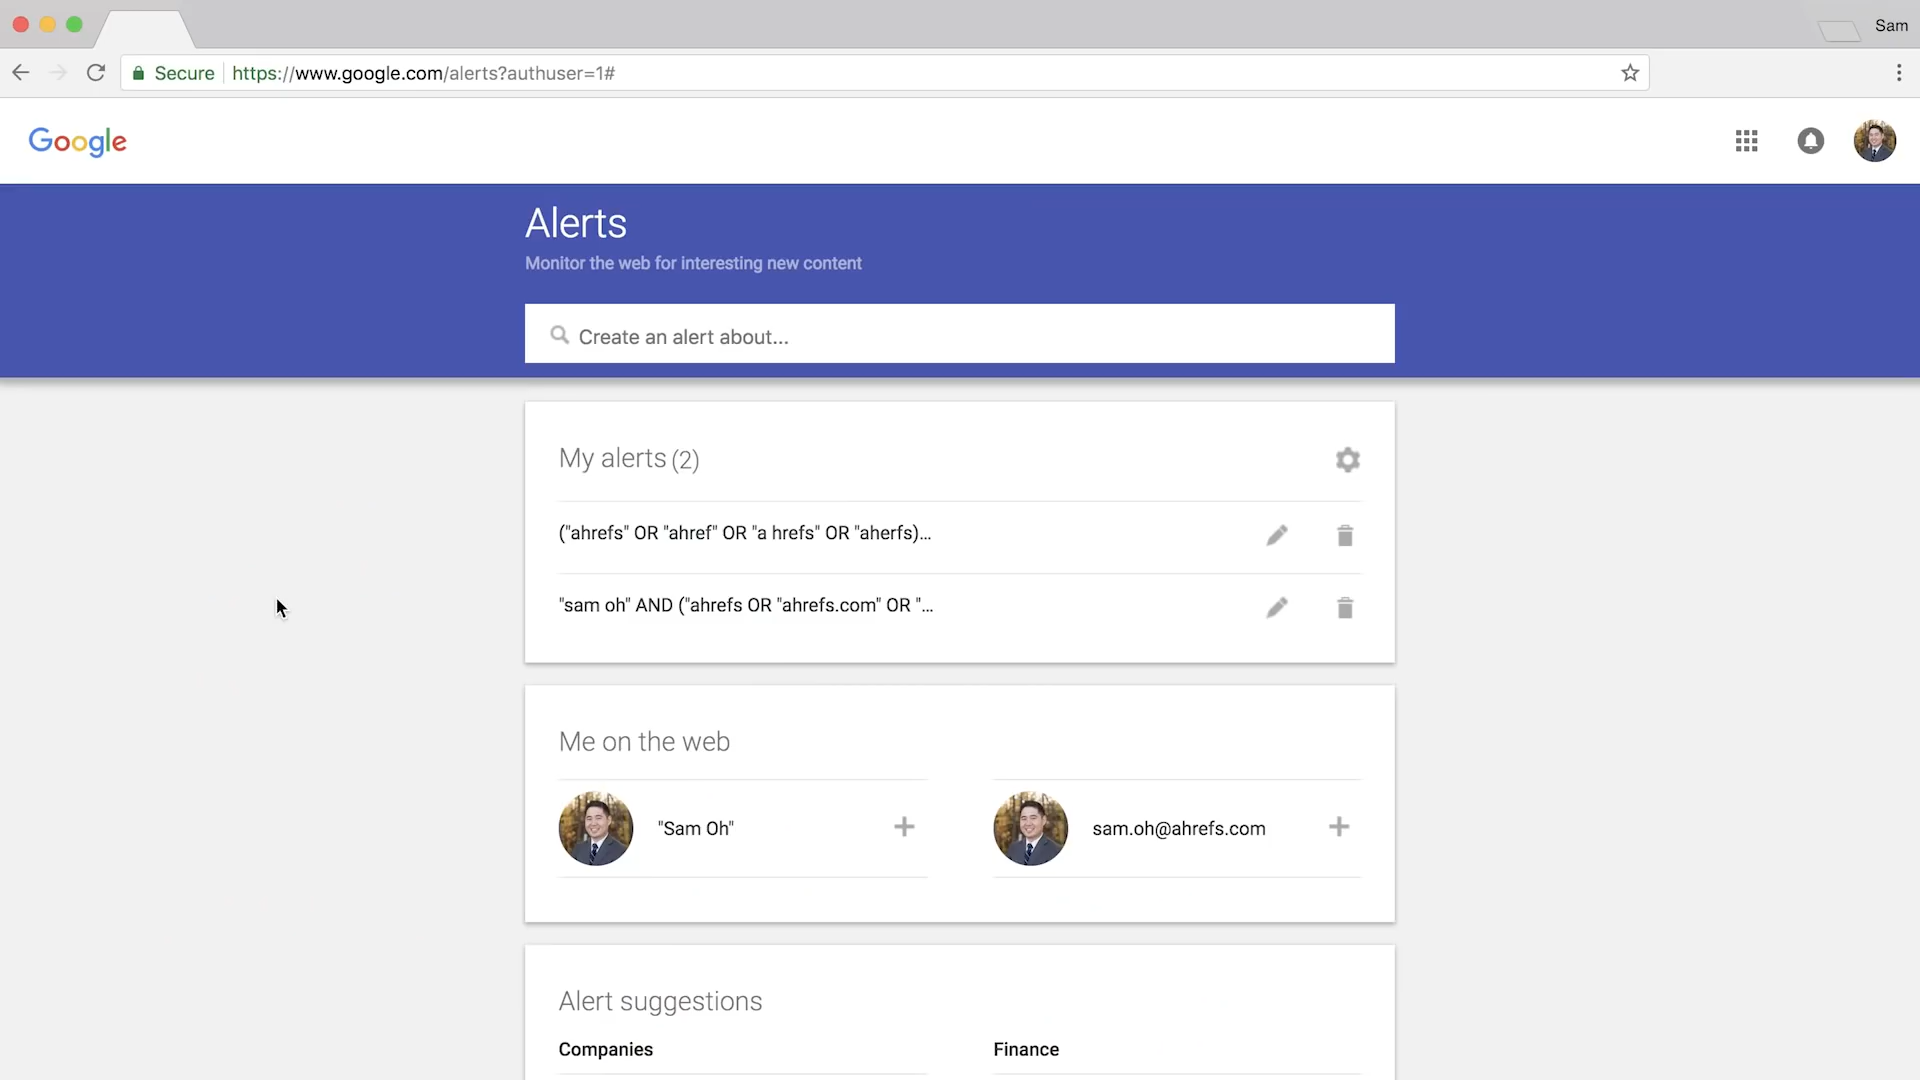 Sam
Secure https://www.google.com/alerts?authuser=1#
Google
Alerts
Monitor the web for interesting new content
Create an alert about...
My alerts (2)
("ahrefs" OR "ahref" OR "a hrefs" OR "aherfs)...
"sam oh" AND ("ahrefs OR "ahrefs.com" OR "...
Me on the web
"Sam Oh"
sam.oh@ahrefs.com
Alert suggestions
Companies
Finance